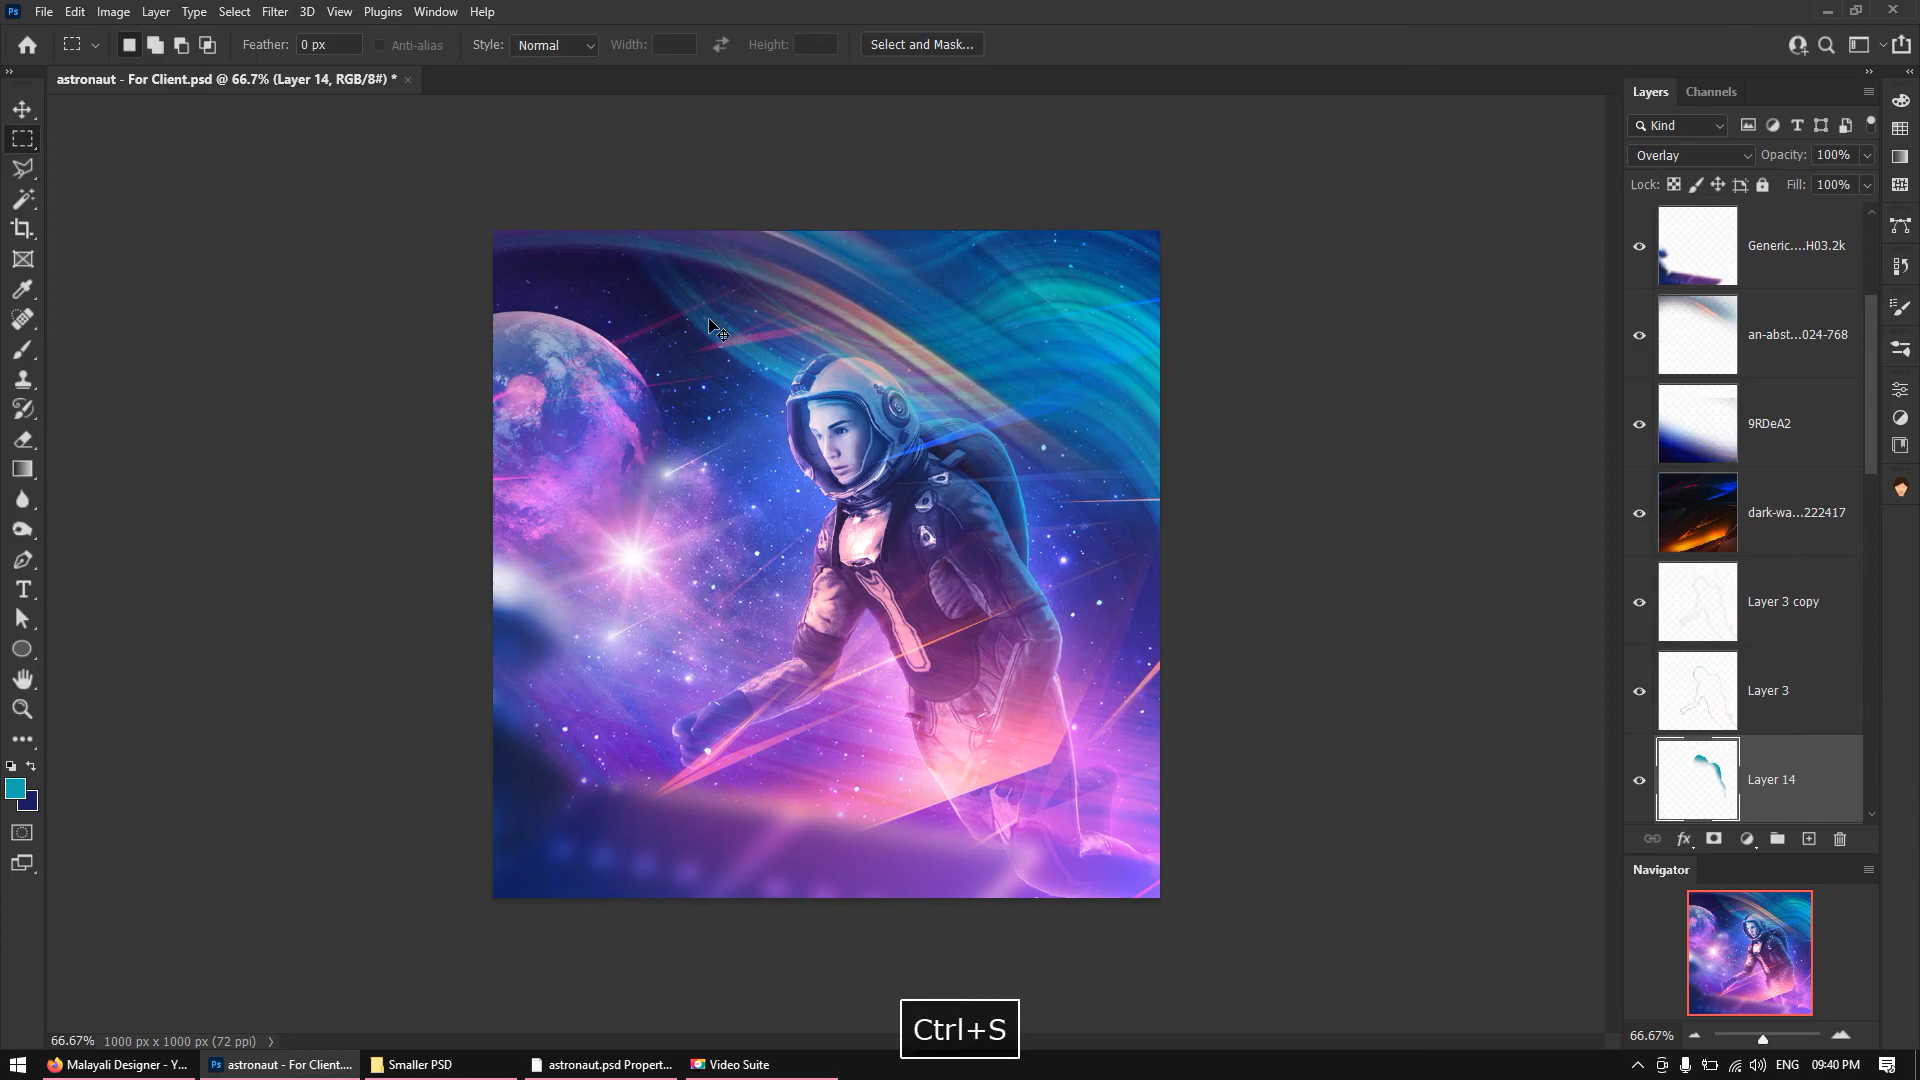 Ps File Edit Image Layer Type Select Filter 3D View Plugins Window Help
Feather: 0 px Anti-alias Style: Normal Width: Height: Select and Mask...
astronaut - For Client.psd @ 66.7% (Layer 14, RGB/8#) * ×
Layers Channels
Kind
Overlay Opacity: 100%
Lock: Fill: 100%
Generic....H03.2k
an-abst...024-768
9RDeA2
dark-wa...222417
Layer 3 copy
Layer 3
Layer 14
fx
Navigator
66.67%
Ctrl+S
66.67% 1000 px x 1000 px (72 ppi)
Malayali Designer - Y...
Ps astronaut - For Client....
Smaller PSD
astronaut.psd Propert...
Video Suite
ENG 09:40 PM